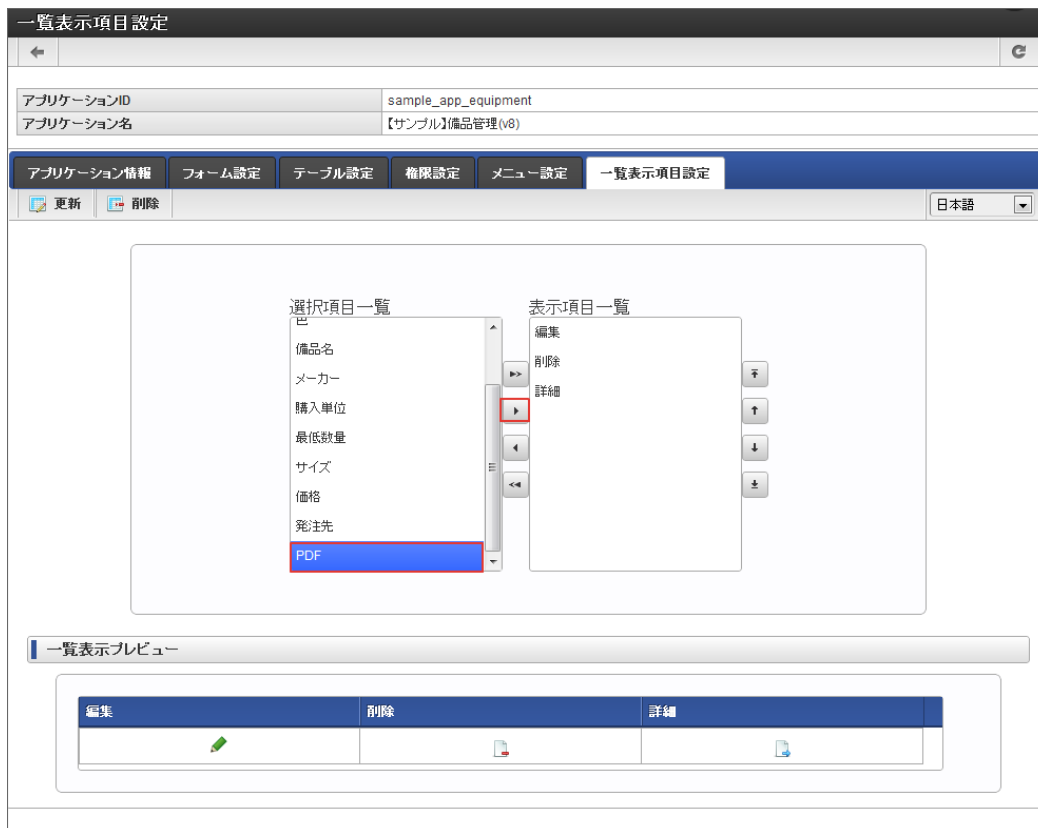 一覧表示項目設定
アプリケーションID sample_app_equipment
アプリケーション名 【サンプル】備品管理(v8)
アプリケーション情報 フォーム設定 テーブル設定 権限設定 メニュー設定 一覧表示項目設定
更新 削除 日本語
選択項目一覧 表示項目一覧
色
備品名
メーカー
購入単位
最低数量
サイズ
価格
発注先
PDF
編集
削除
詳細
一覧表示プレビュー
編集 削除 詳細